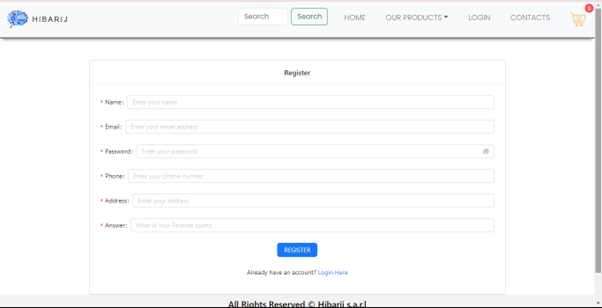 HIBARIJ
Search
Search
HOME
OUR PRODUCTS
LOGIN
CONTACTS
0
Register
* Name: Enter your name
* Email: Enter your email address
* Password: Enter your password
* Phone: Enter your phone number
* Address: Enter your address
* Answer: What is Your Favorite sports
REGISTER
Already have an account? Login Here
All Rights Reserved © Hibarij s.a.r.l